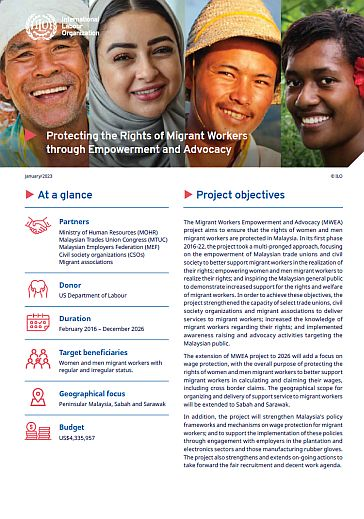 International
Labour
Organization
Protecting the Rights of Migrant Workers
through Empowerment and Advocacy
January/2023
© ILO
At a glance
Partners
Ministry of Human Resources (MOHR)
Malaysian Trades Union Congress (MTUC)
Malaysian Employers Federation (MEF)
Civil society organizations (CSOs)
Migrant associations
Donor
US Department of Labour
Duration
February 2016 – December 2026
Target beneficiaries
Women and men migrant workers with
regular and irregular status.
Geographical focus
Peninsular Malaysia, Sabah and Sarawak
Budget
US$4,335,957
Project objectives
The Migrant Workers Empowerment and Advocacy (MWEA)
project aims to ensure that the rights of women and men
migrant workers are protected in Malaysia. In its first phase
2016-22, the project took a multi-pronged approach, focusing
on the empowerment of Malaysian trade unions and civil
society to better support migrant workers in the realization of
their rights; empowering women and men migrant workers to
realize their rights; and inspiring the Malaysian general public
to demonstrate increased support for the rights and welfare
of migrant workers. In order to achieve these objectives, the
project strengthened the capacity of select trade unions, civil
society organizations and migrant associations to deliver
services to migrant workers; increased the knowledge of
migrant workers regarding their rights; and implemented
awareness raising and advocacy activities targeting the
Malaysian public.
The extension of MWEA project to 2026 will add a focus on
wage protection, with the overall purpose of protecting the
rights of women and men migrant workers to better support
migrant workers in calculating and claiming their wages,
including cross border claims. The geographical scope for
organizing and delivery of support service to migrant workers
will be extended to Sabah and Sarawak.
In addition, the project will strengthen Malaysia's policy
frameworks and mechanisms on wage protection for migrant
workers; and to support the implementation of these policies
through engagement with employers in the plantation and
electronics sectors and those manufacturing rubber gloves.
The project also strengthens and extends on-going actions to
take forward the fair recruitment and decent work agenda.